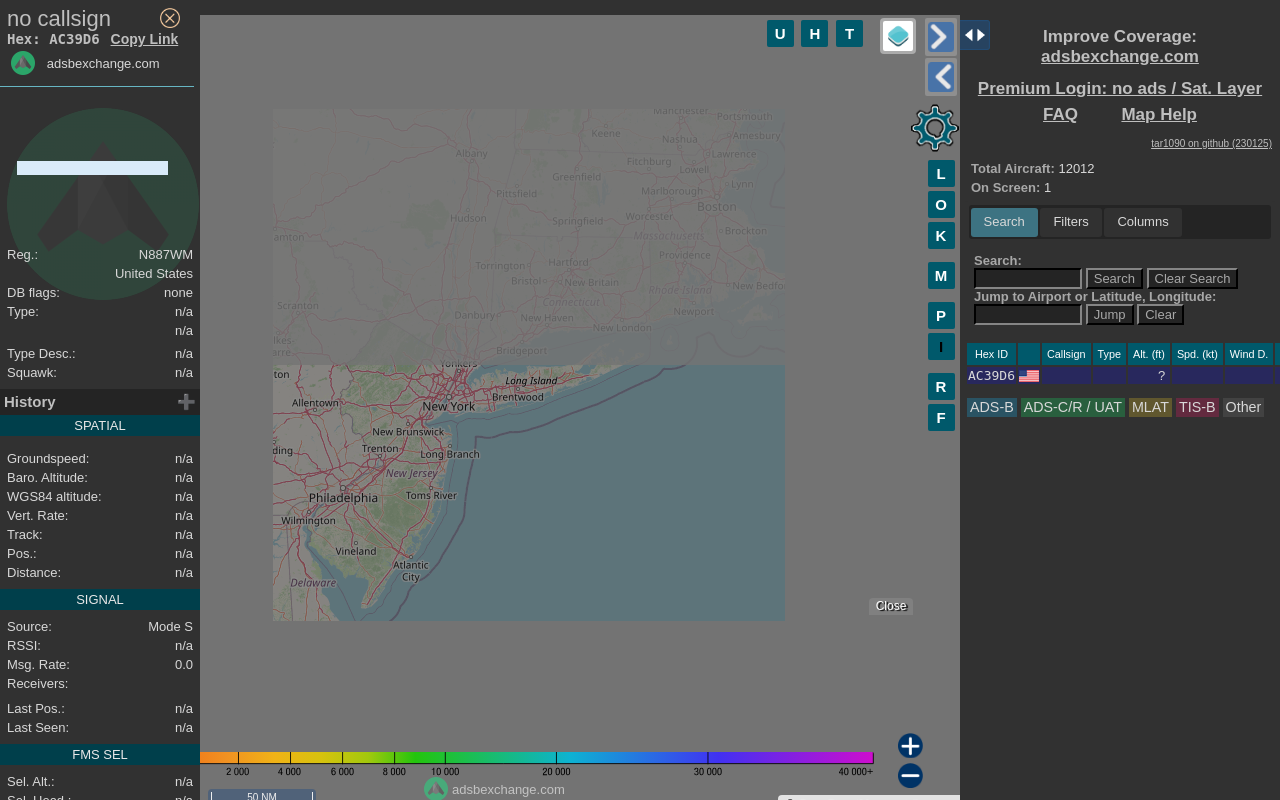 no callsign
Hex: AC39D6 Copy Link
adsbexchange.com
Reg.: N887WM
United States
DB flags: none
Type: n/a
n/a
Type Desc.: n/a
Squawk: n/a
History
SPATIAL
Groundspeed: n/a
Baro. Altitude: n/a
WGS84 altitude: n/a
Vert. Rate: n/a
Track: n/a
Pos.: n/a
Distance: n/a
SIGNAL
Source: Mode S
RSSI: n/a
Msg. Rate: 0.0
Receivers:
Last Pos.: n/a
Last Seen: n/a
FMS SEL
Sel. Alt.: n/a
U H T
L
O
K
M
P
I
R
F
Manchester
Portsmouth
Keene
Nashua
Amesbury
Albany
Fitchburg
Lawrence
Lowell
Greenfield
Lynn
Pittsfield
Marlborough
Boston
Hudson
Springfield
Worcester
Brockton
Massachusetts
Providence
Torrington
Hartford
Bristol
New Britain
Rhode Island
New Bedfo
Scranton
Connecticut
Danbury
New Haven
Newport
New London
Bridgeport
Yonkers
Long Island
Allentown
New York
Brentwood
New Brunswick
Trenton
Long Branch
New Jersey
Philadelphia
Toms River
Wilmington
Vineland
Atlantic
City
Delaware
Close
2 000 4 000 6 000 8 000 10 000 20 000 30 000 40 000+
adsbexchange.com
50 NM
Improve Coverage:
adsbexchange.com
Premium Login: no ads / Sat. Layer
FAQ Map Help
tar1090 on github (230125)
Total Aircraft: 12012
On Screen: 1
Search Filters Columns
Search:
Search Clear Search
Jump to Airport or Latitude, Longitude:
Jump Clear
Hex ID Callsign Type Alt. (ft) Spd. (kt) Wind D.
AC39D6 ?
ADS-B ADS-C/R / UAT MLAT TIS-B Other